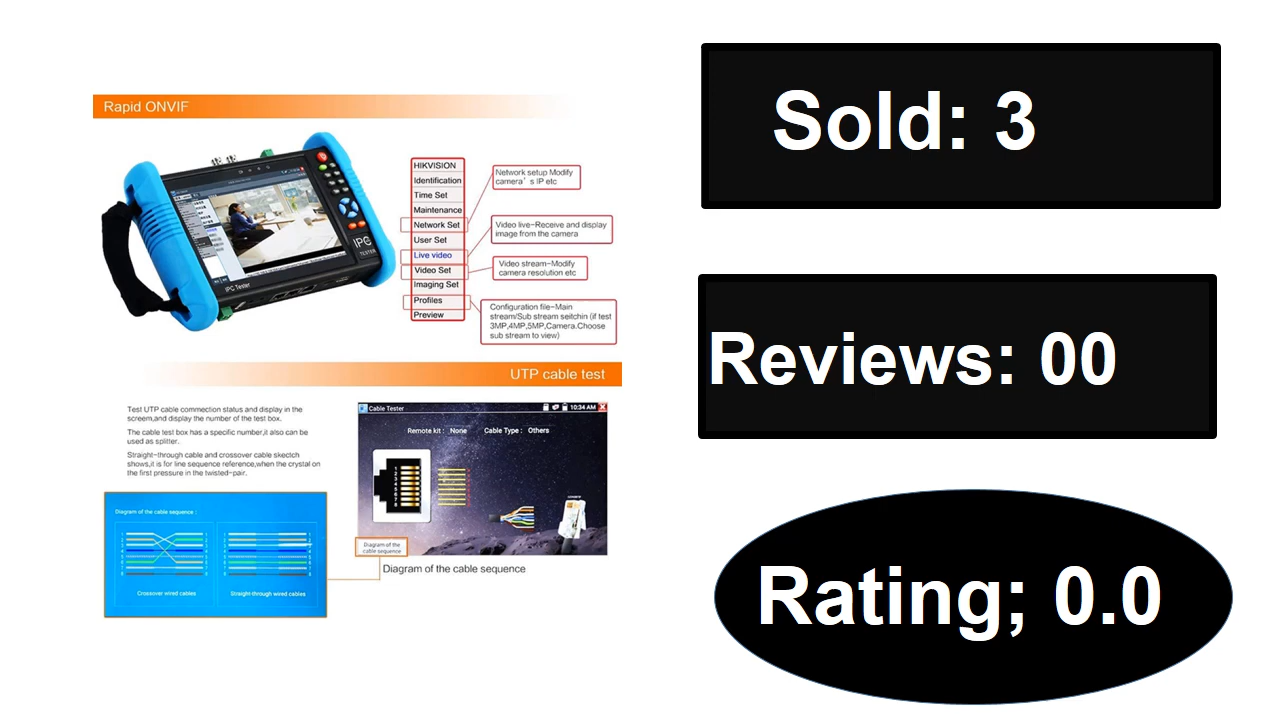 Rapid ONVIF
IPC
TESTER
IPC Tester
HIKVISION
Identification
Time Set
Maintenance
Network Set
User Set
Live video
Video Set
Imaging Set
Profiles
Preview
Network setup Modify
camera's IP etc
Video live-Receive and display
image from the camera
Video stream-Modify
camera resolution etc
Configuration file-Main
stream/Sub stream seitchin (if test
3MP,4MP,5MP,Camera.Choose
sub stream to view)
UTP cable test
Test UTP cable commection status and display in the
screem,and display the number of the test box.
The cable test box has a specific number,it also can be
used as splitter.
Straight-through cable and crossover cable skectch
shows,it is for line sequence reference,when the crystal on
the first pressure in the twisted-pair.
Diagram of the cable sequence :
Crossover wired cables
Straight-through wired cables
Cable Tester
10:34 AM
Remote kit : None
Cable Type : Others
Diagram of the
cable sequence
Diagram of the cable sequence
Sold: 3
Reviews: 00
Rating; 0.0